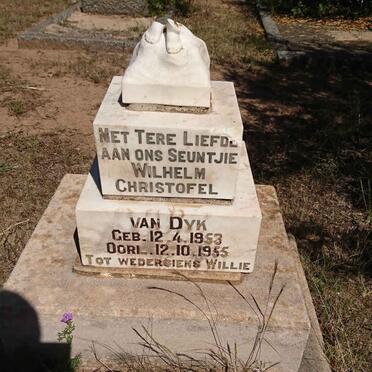 MET TERE LIEFDE
AAN ONS SEUNTJIE
WILHELM
CHRISTOFEL
VAN DYK
GEB. 12.4.1953
OORL. 12.10.1955
TOT WEDERSIENS WILLIE